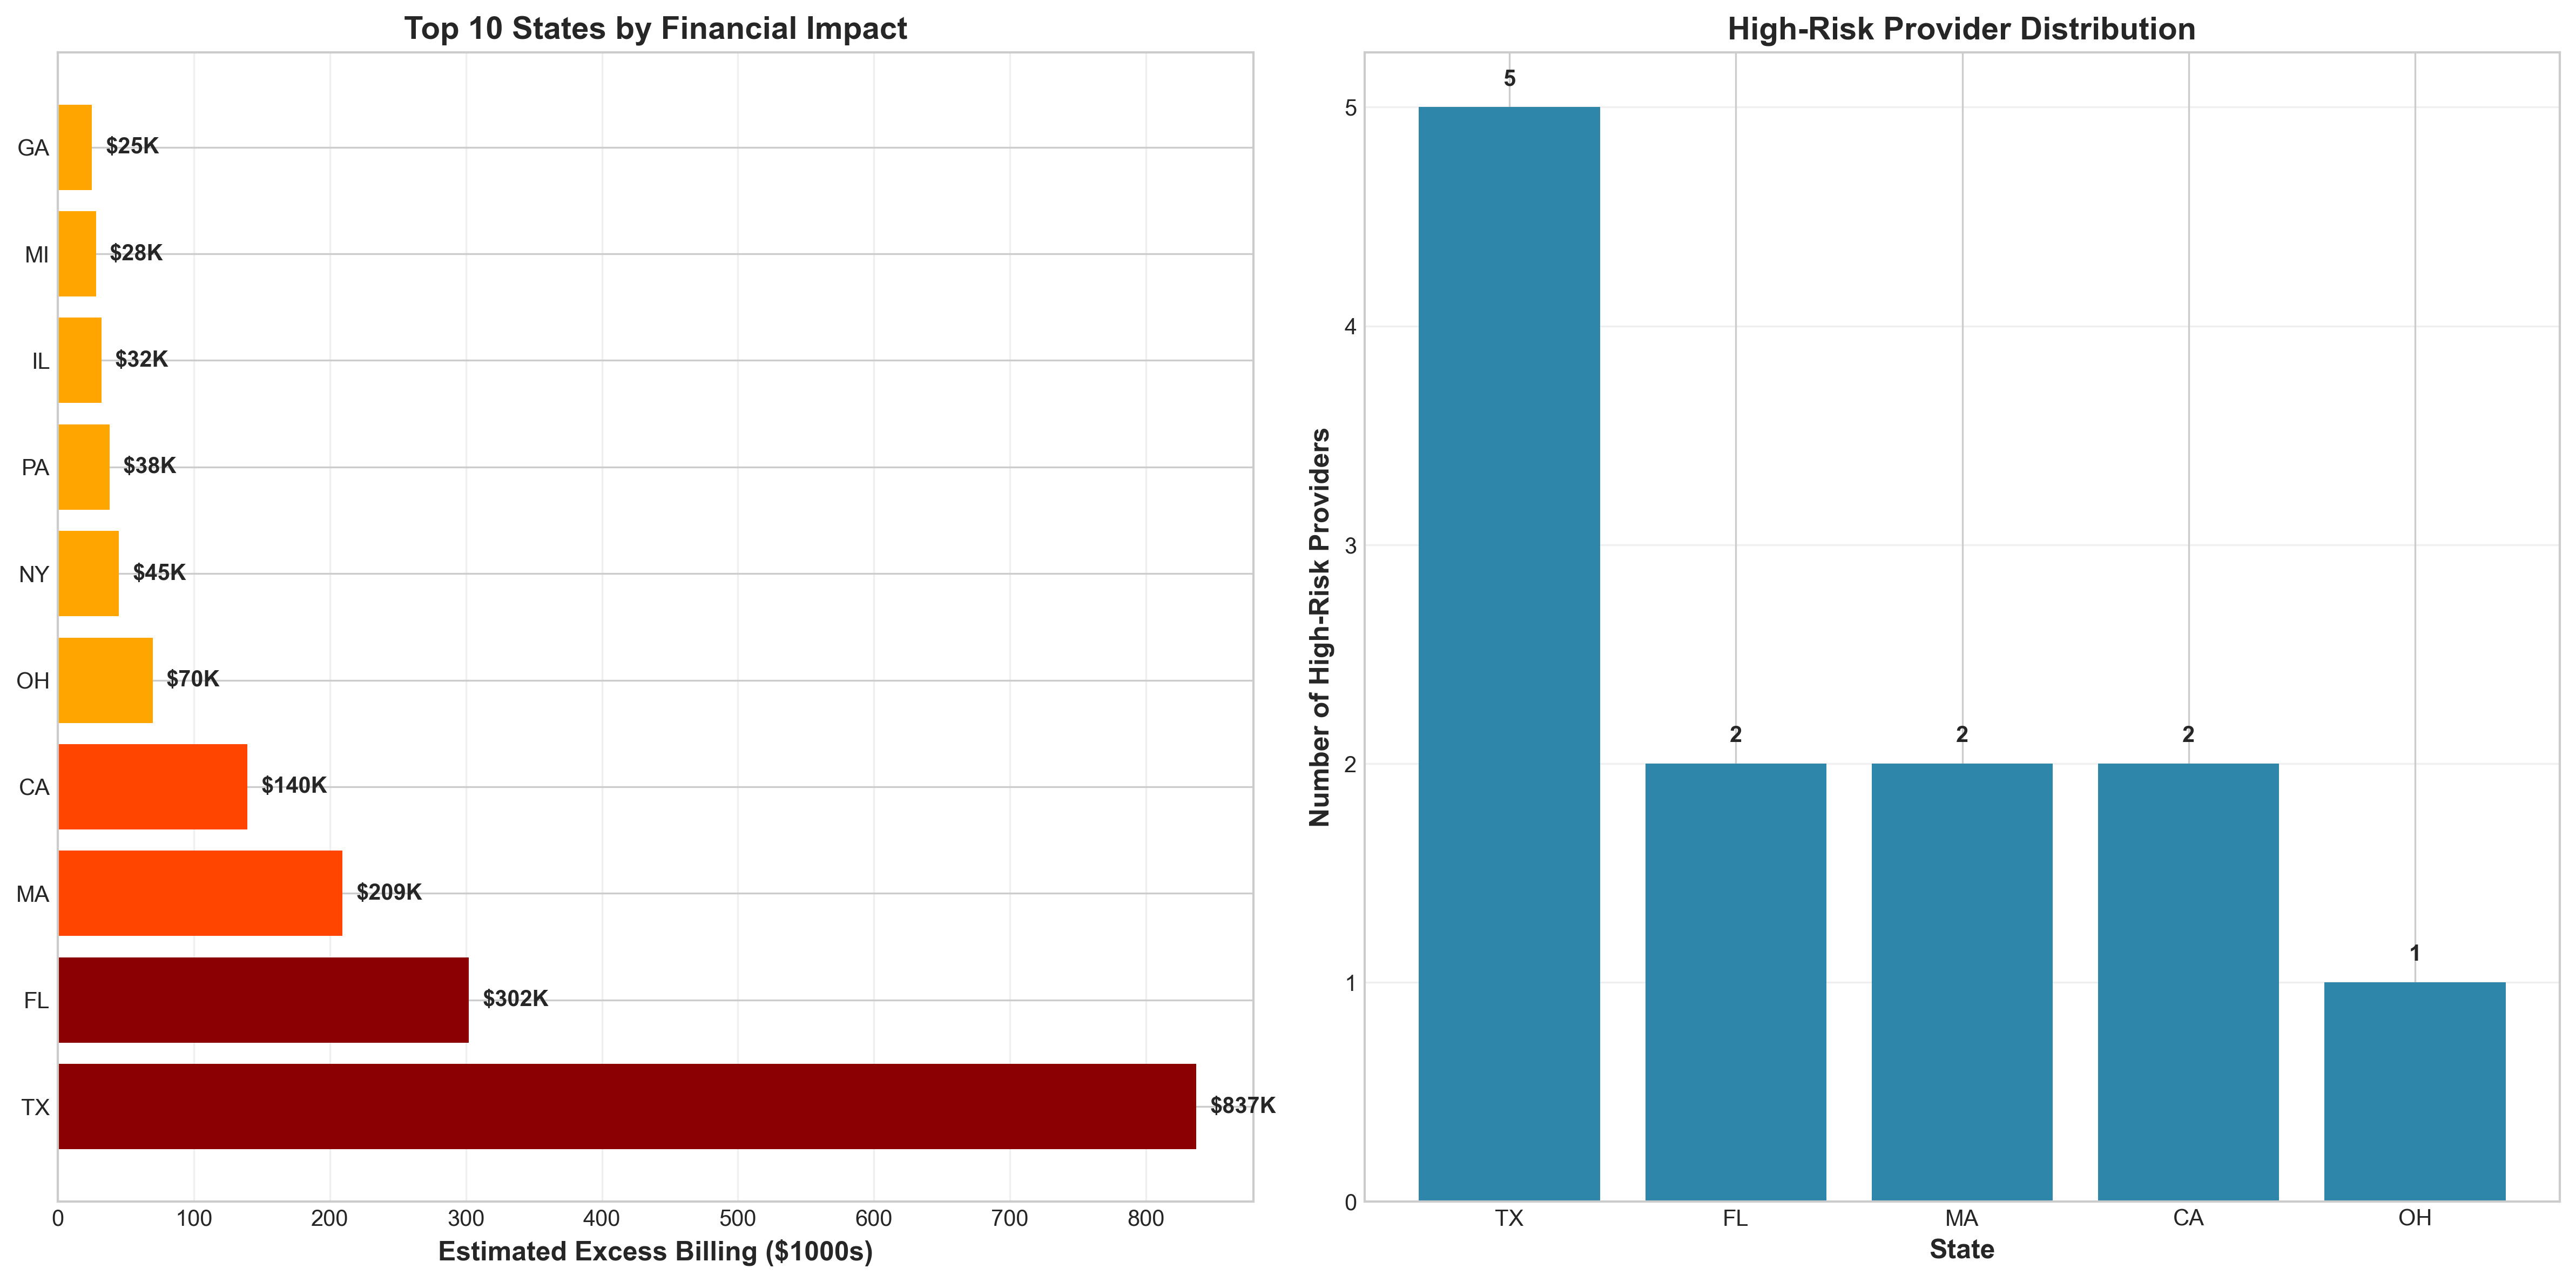 Top 10 States by Financial Impact
GA
$25K
MI
$28K
IL
$32K
PA
$38K
NY
$45K
OH
$70K
CA
$140K
MA
$209K
FL
$302K
TX
$837K
0 100 200 300 400 500 600 700 800
Estimated Excess Billing ($1000s)
High-Risk Provider Distribution
Number of High-Risk Providers
5
4
3
2
1
0
5
2
2
2
1
TX FL MA CA OH
State